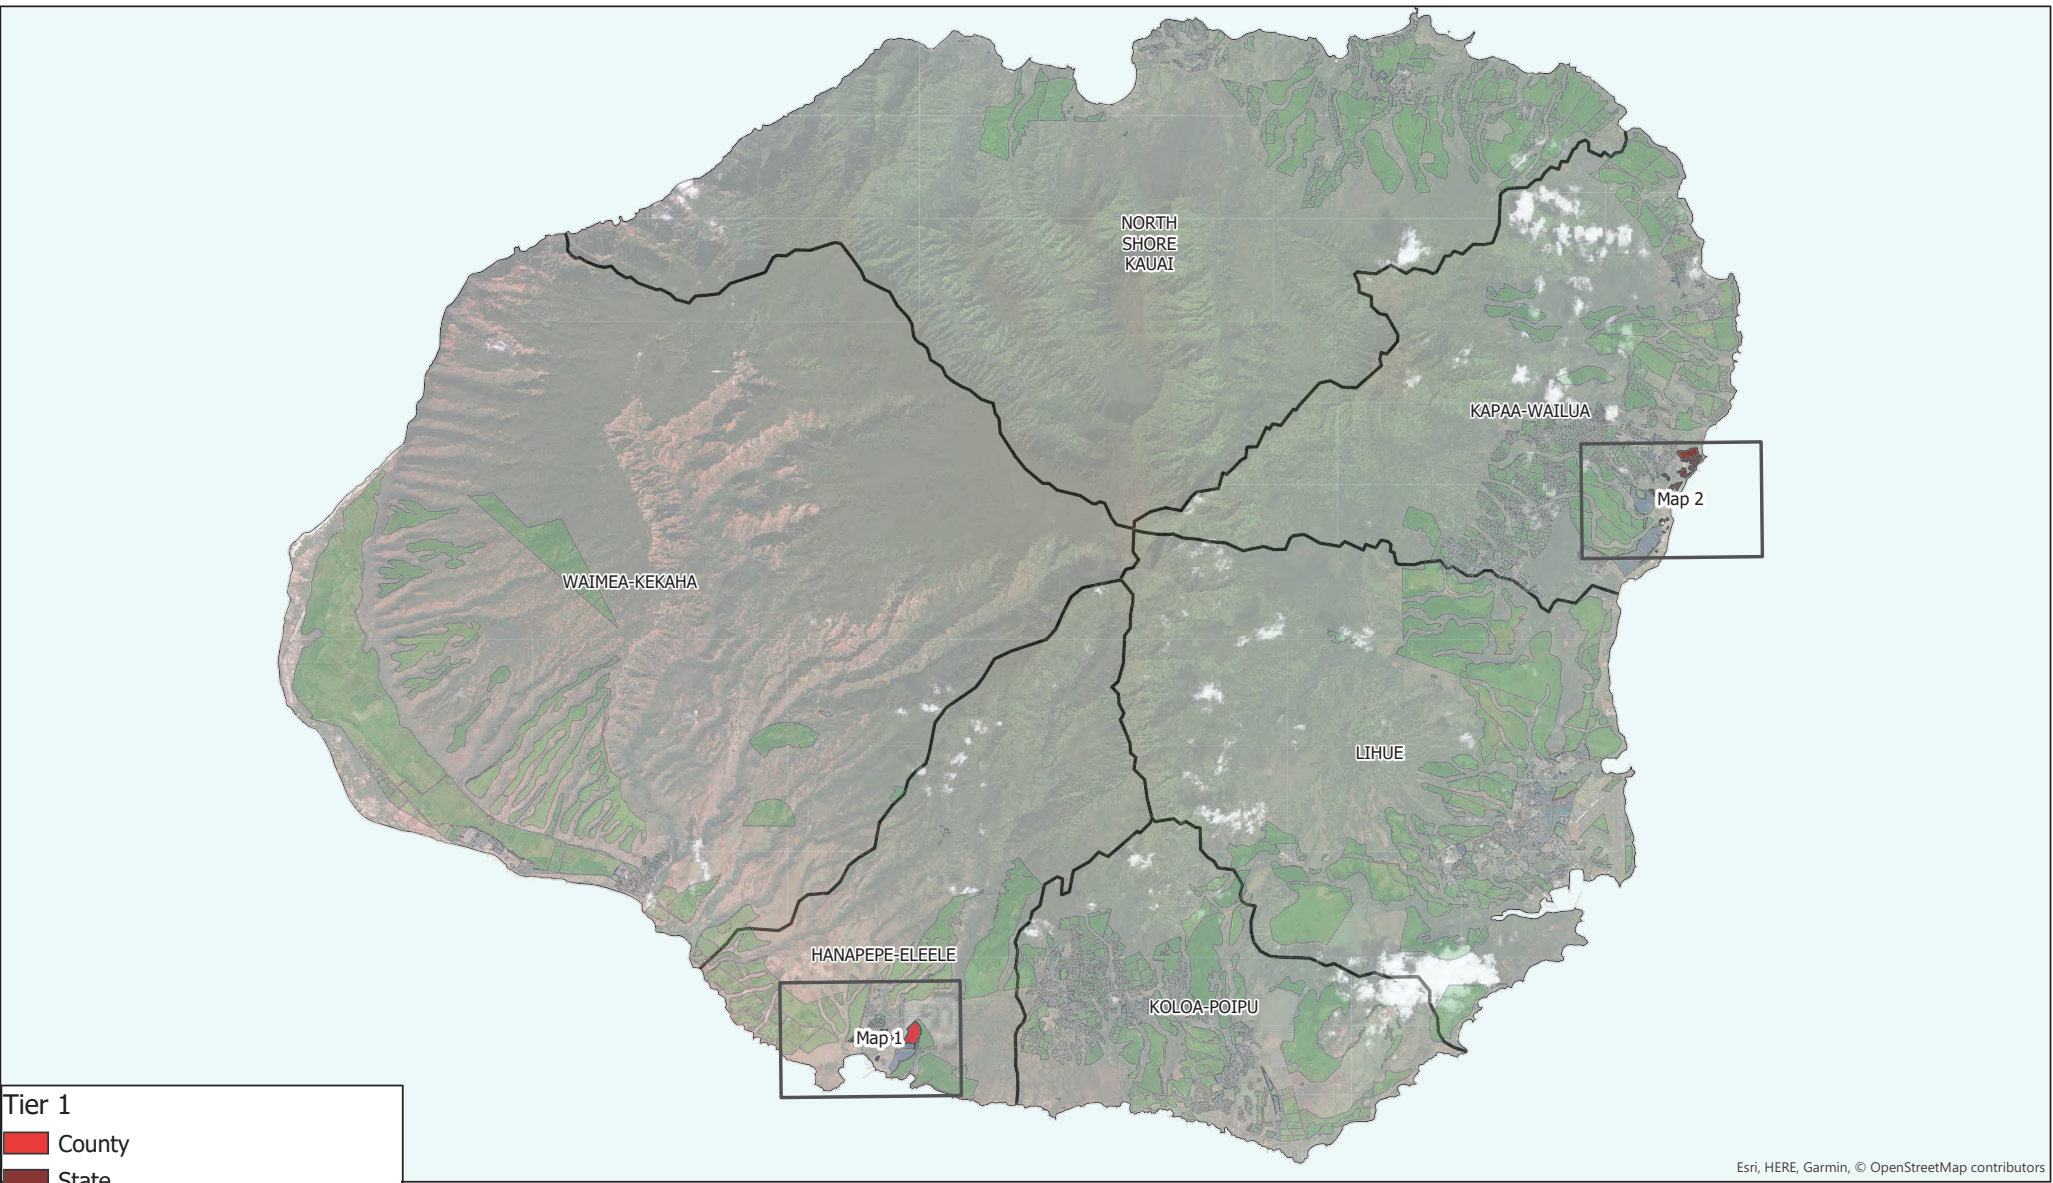 NORTH
SHORE
KAUAI
KAPAA-WAILUA
Map 2
WAIMEA-KEKAHA
LIHUE
HANAPEPE-ELEELE
KOLOA-POIPU
Map 1
Tier 1
County
State
Esri, HERE, Garmin, © OpenStreetMap contributors